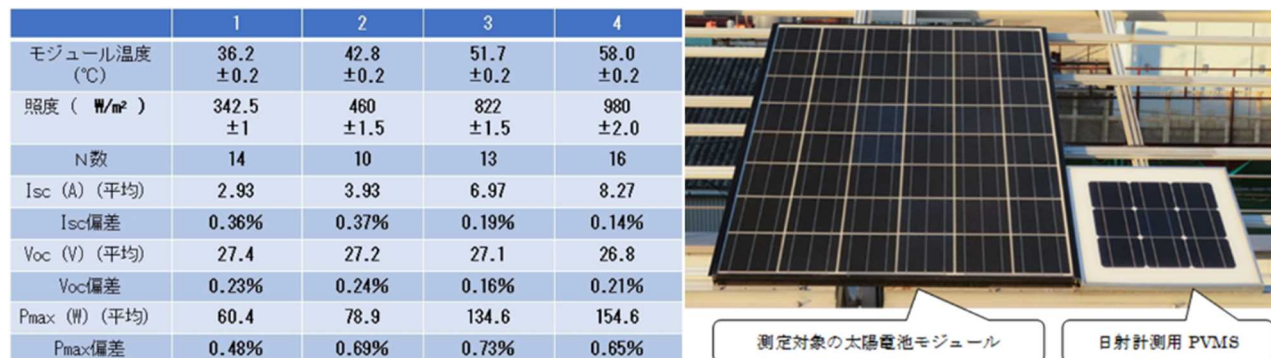 1 2 3 4
モジュール温度 36.2 42.8 51.7 58.0
(℃) ±0.2 ±0.2 ±0.2 ±0.2
照度 ( W/m² ) 342.5 460 822 980
±1 ±1.5 ±1.5 ±2.0
N数 14 10 13 16
Isc (A) (平均) 2.93 3.93 6.97 8.27
Isc偏差 0.36% 0.37% 0.19% 0.14%
Voc (V) (平均) 27.4 27.2 27.1 26.8
Voc偏差 0.23% 0.24% 0.16% 0.21%
Pmax (W) (平均) 60.4 78.9 134.6 154.6
Pmax偏差 0.48% 0.69% 0.73% 0.65%
測定対象の太陽電池モジュール
日射計測用 PVMS